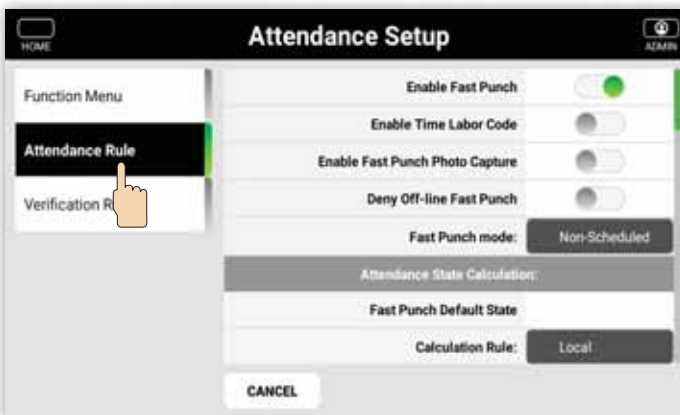 HOME
Attendance Setup
ADMIN
Function Menu
Attendance Rule
Verification R
Enable Fast Punch
Enable Time Labor Code
Enable Fast Punch Photo Capture
Deny Off-line Fast Punch
Fast Punch mode: Non-Scheduled
Attendance State Calculation:
Fast Punch Default State
Calculation Rule: Local
CANCEL